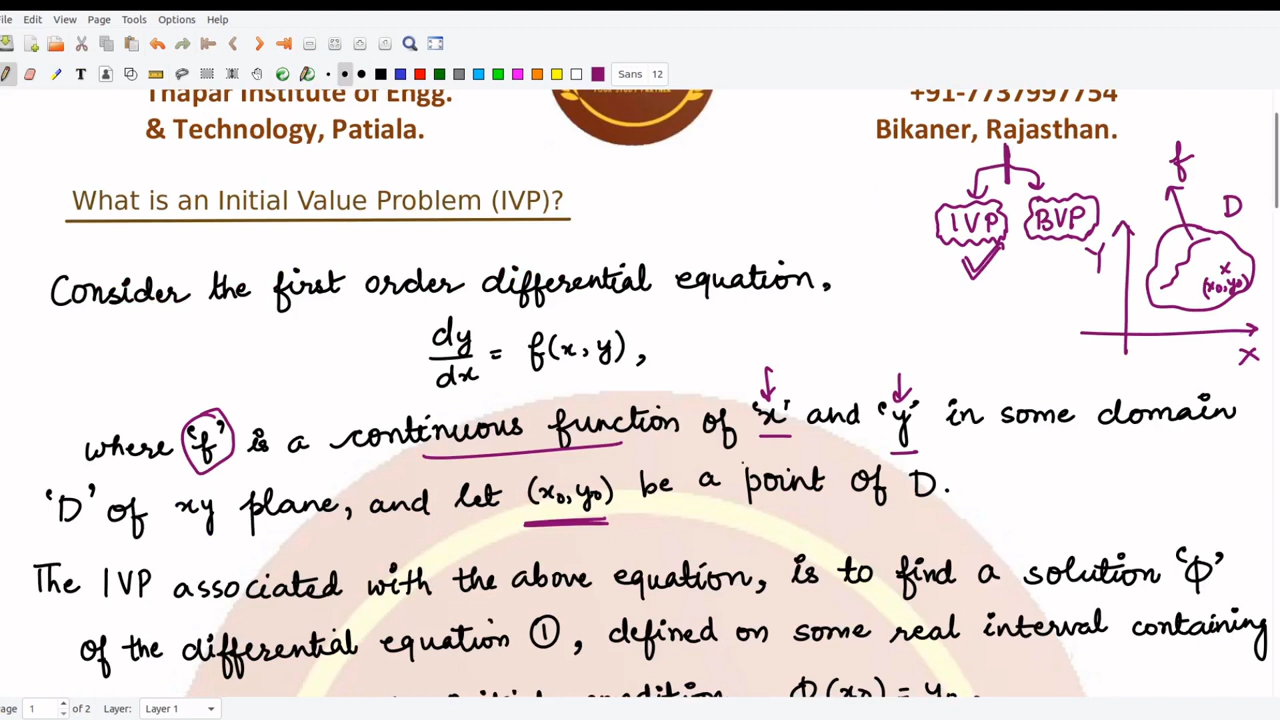 File Edit View Page Tools Options Help
T Sans 12
Thapar Institute of Engg.
& Technology, Patiala.
+91-7737997754
Bikaner, Rajasthan.
What is an Initial Value Problem (IVP)?
IVP BVP
f
D
Y
x
(x₀,y₀)
X
Consider the first order differential equation,
dy/dx = f(x,y),
where 'f' is a continuous function of 'x' and 'y' in some domain
'D' of xy plane, and let (x₀,y₀) be a point of D.
The IVP associated with the above equation, is to find a solution 'Φ'
of the differential equation ①, defined on some real interval containing
Φ(x₀) = y₀
Page 1 of 2 Layer: Layer 1